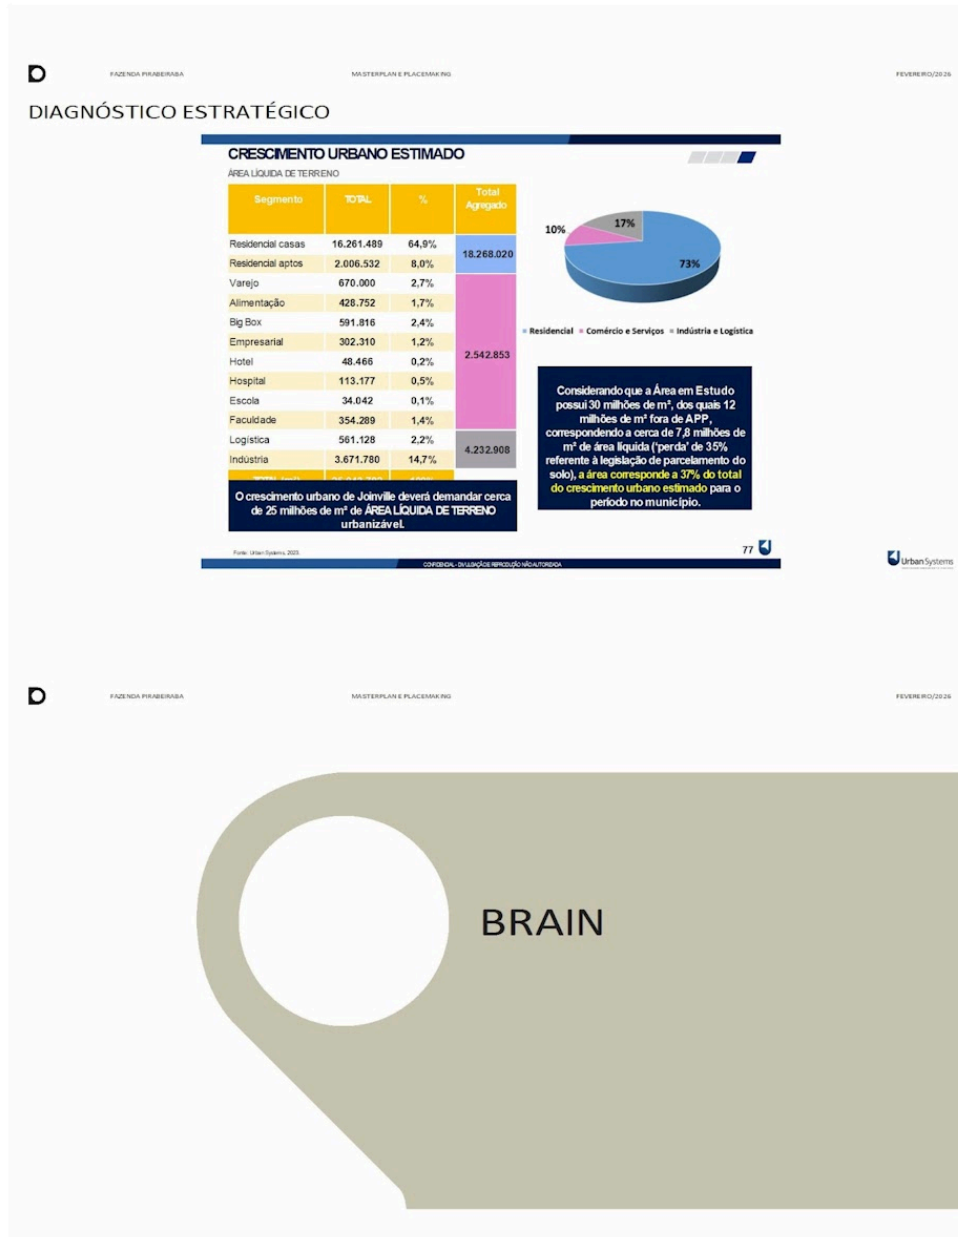 FAZENDA PIRABEIRABA
MASTERPLAN E PLACEMAKING
FEVEREIRO/2026
DIAGNÓSTICO ESTRATÉGICO
CRESCIMENTO URBANO ESTIMADO
ÁREA LÍQUIDA DE TERRENO
Segmento TOTAL % Total Agregado
Residencial casas 16.261.489 64,9%
18.268.020
Residencial aptos 2.006.532 8,0%
Varejo 670.000 2,7%
Alimentação 428.752 1,7%
Big Box 591.816 2,4%
Empresarial 302.310 1,2%
2.542.853
Hotel 48.466 0,2%
Hospital 113.177 0,5%
Escola 34.042 0,1%
Faculdade 354.289 1,4%
Logística 561.128 2,2%
4.232.908
Indústria 3.671.780 14,7%
O crescimento urbano de Joinville deverá demandar cerca
de 25 milhões de m² de ÁREA LÍQUIDA DE TERRENO
urbanizável.
17%
10%
73%
Residencial Comércio e Serviços Indústria e Logística
Considerando que a Área em Estudo
possui 30 milhões de m², dos quais 12
milhões de m² fora de APP,
correspondendo a cerca de 7,8 milhões de
m² de área líquida ('perda' de 35%
referente à legislação de parcelamento do
solo), a área corresponde a 37% do total
do crescimento urbano estimado para o
período no município.
Fonte: Urban Systems, 2025.
77
CONFIDENCIAL - DIVULGAÇÃO E REPRODUÇÃO NÃO AUTORIZADA
Urban Systems
FAZENDA PIRABEIRABA
MASTERPLAN E PLACEMAKING
FEVEREIRO/2026
BRAIN